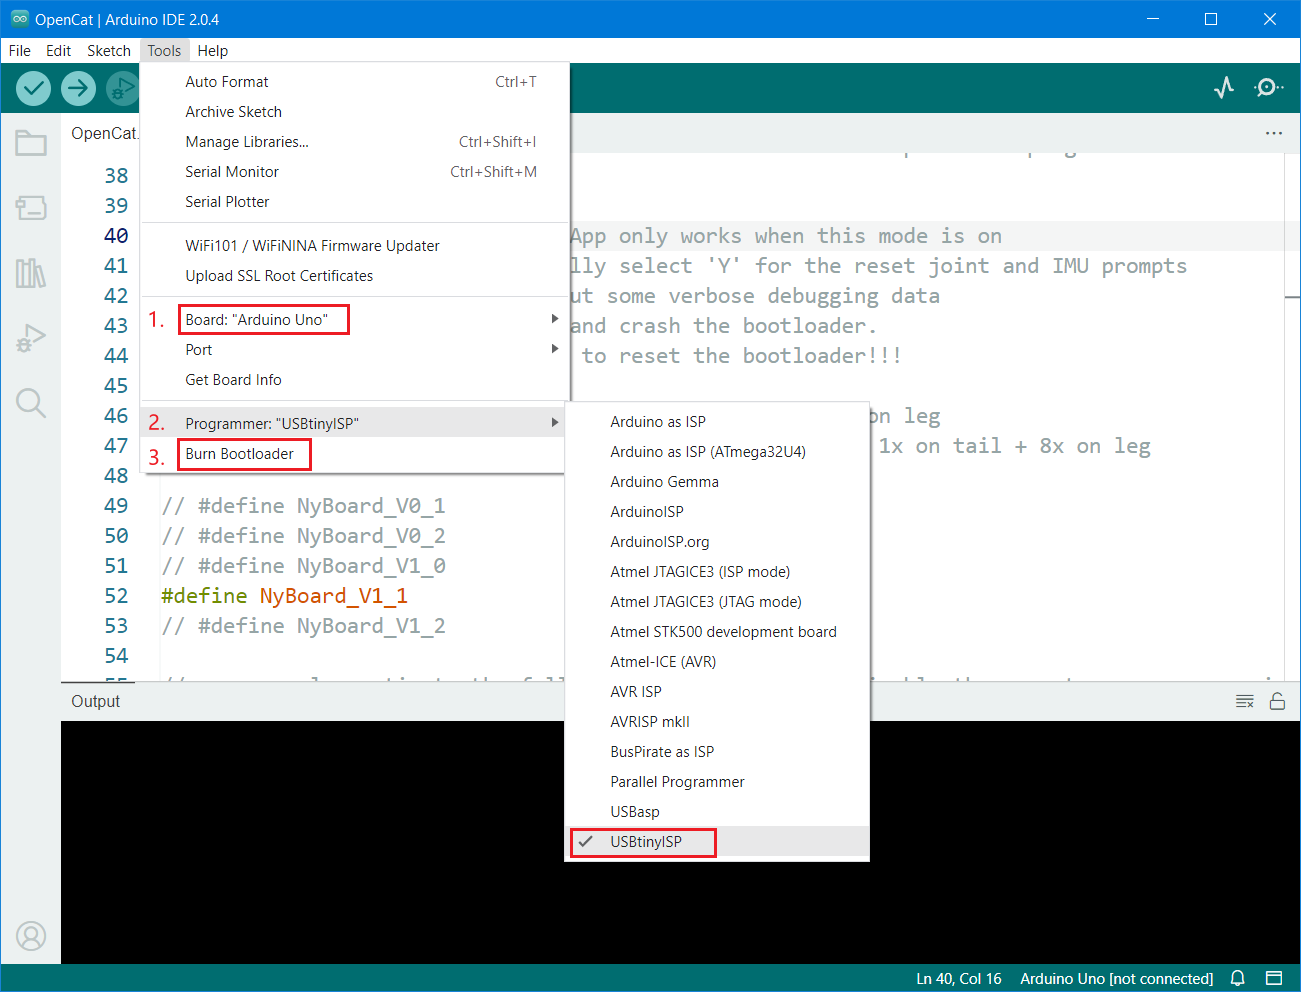 OpenCat | Arduino IDE 2.0.4
File Edit Sketch Tools Help
Auto Format Ctrl+T
Archive Sketch
Manage Libraries... Ctrl+Shift+I
Serial Monitor Ctrl+Shift+M
Serial Plotter
WiFi101 / WiFiNINA Firmware Updater
Upload SSL Root Certificates
1. Board: "Arduino Uno"
Port
Get Board Info
2. Programmer: "USBtinyISP"
3. Burn Bootloader
Arduino as ISP
Arduino as ISP (ATmega32U4)
Arduino Gemma
ArduinoISP
ArduinoISP.org
Atmel JTAGICE3 (ISP mode)
Atmel JTAGICE3 (JTAG mode)
Atmel STK500 development board
Atmel-ICE (AVR)
AVR ISP
AVRISP mkII
BusPirate as ISP
Parallel Programmer
USBasp
USBtinyISP
OpenCat.
38
39
40 App only works when this mode is on
41 lly select 'Y' for the reset joint and IMU prompts
42 ut some verbose debugging data
43 and crash the bootloader.
44 to reset the bootloader!!!
45
46 on leg
47 1x on tail + 8x on leg
48
49 // #define NyBoard_V0_1
50 // #define NyBoard_V0_2
51 // #define NyBoard_V1_0
52 #define NyBoard_V1_1
53 // #define NyBoard_V1_2
54
Output
Ln 40, Col 16 Arduino Uno [not connected]